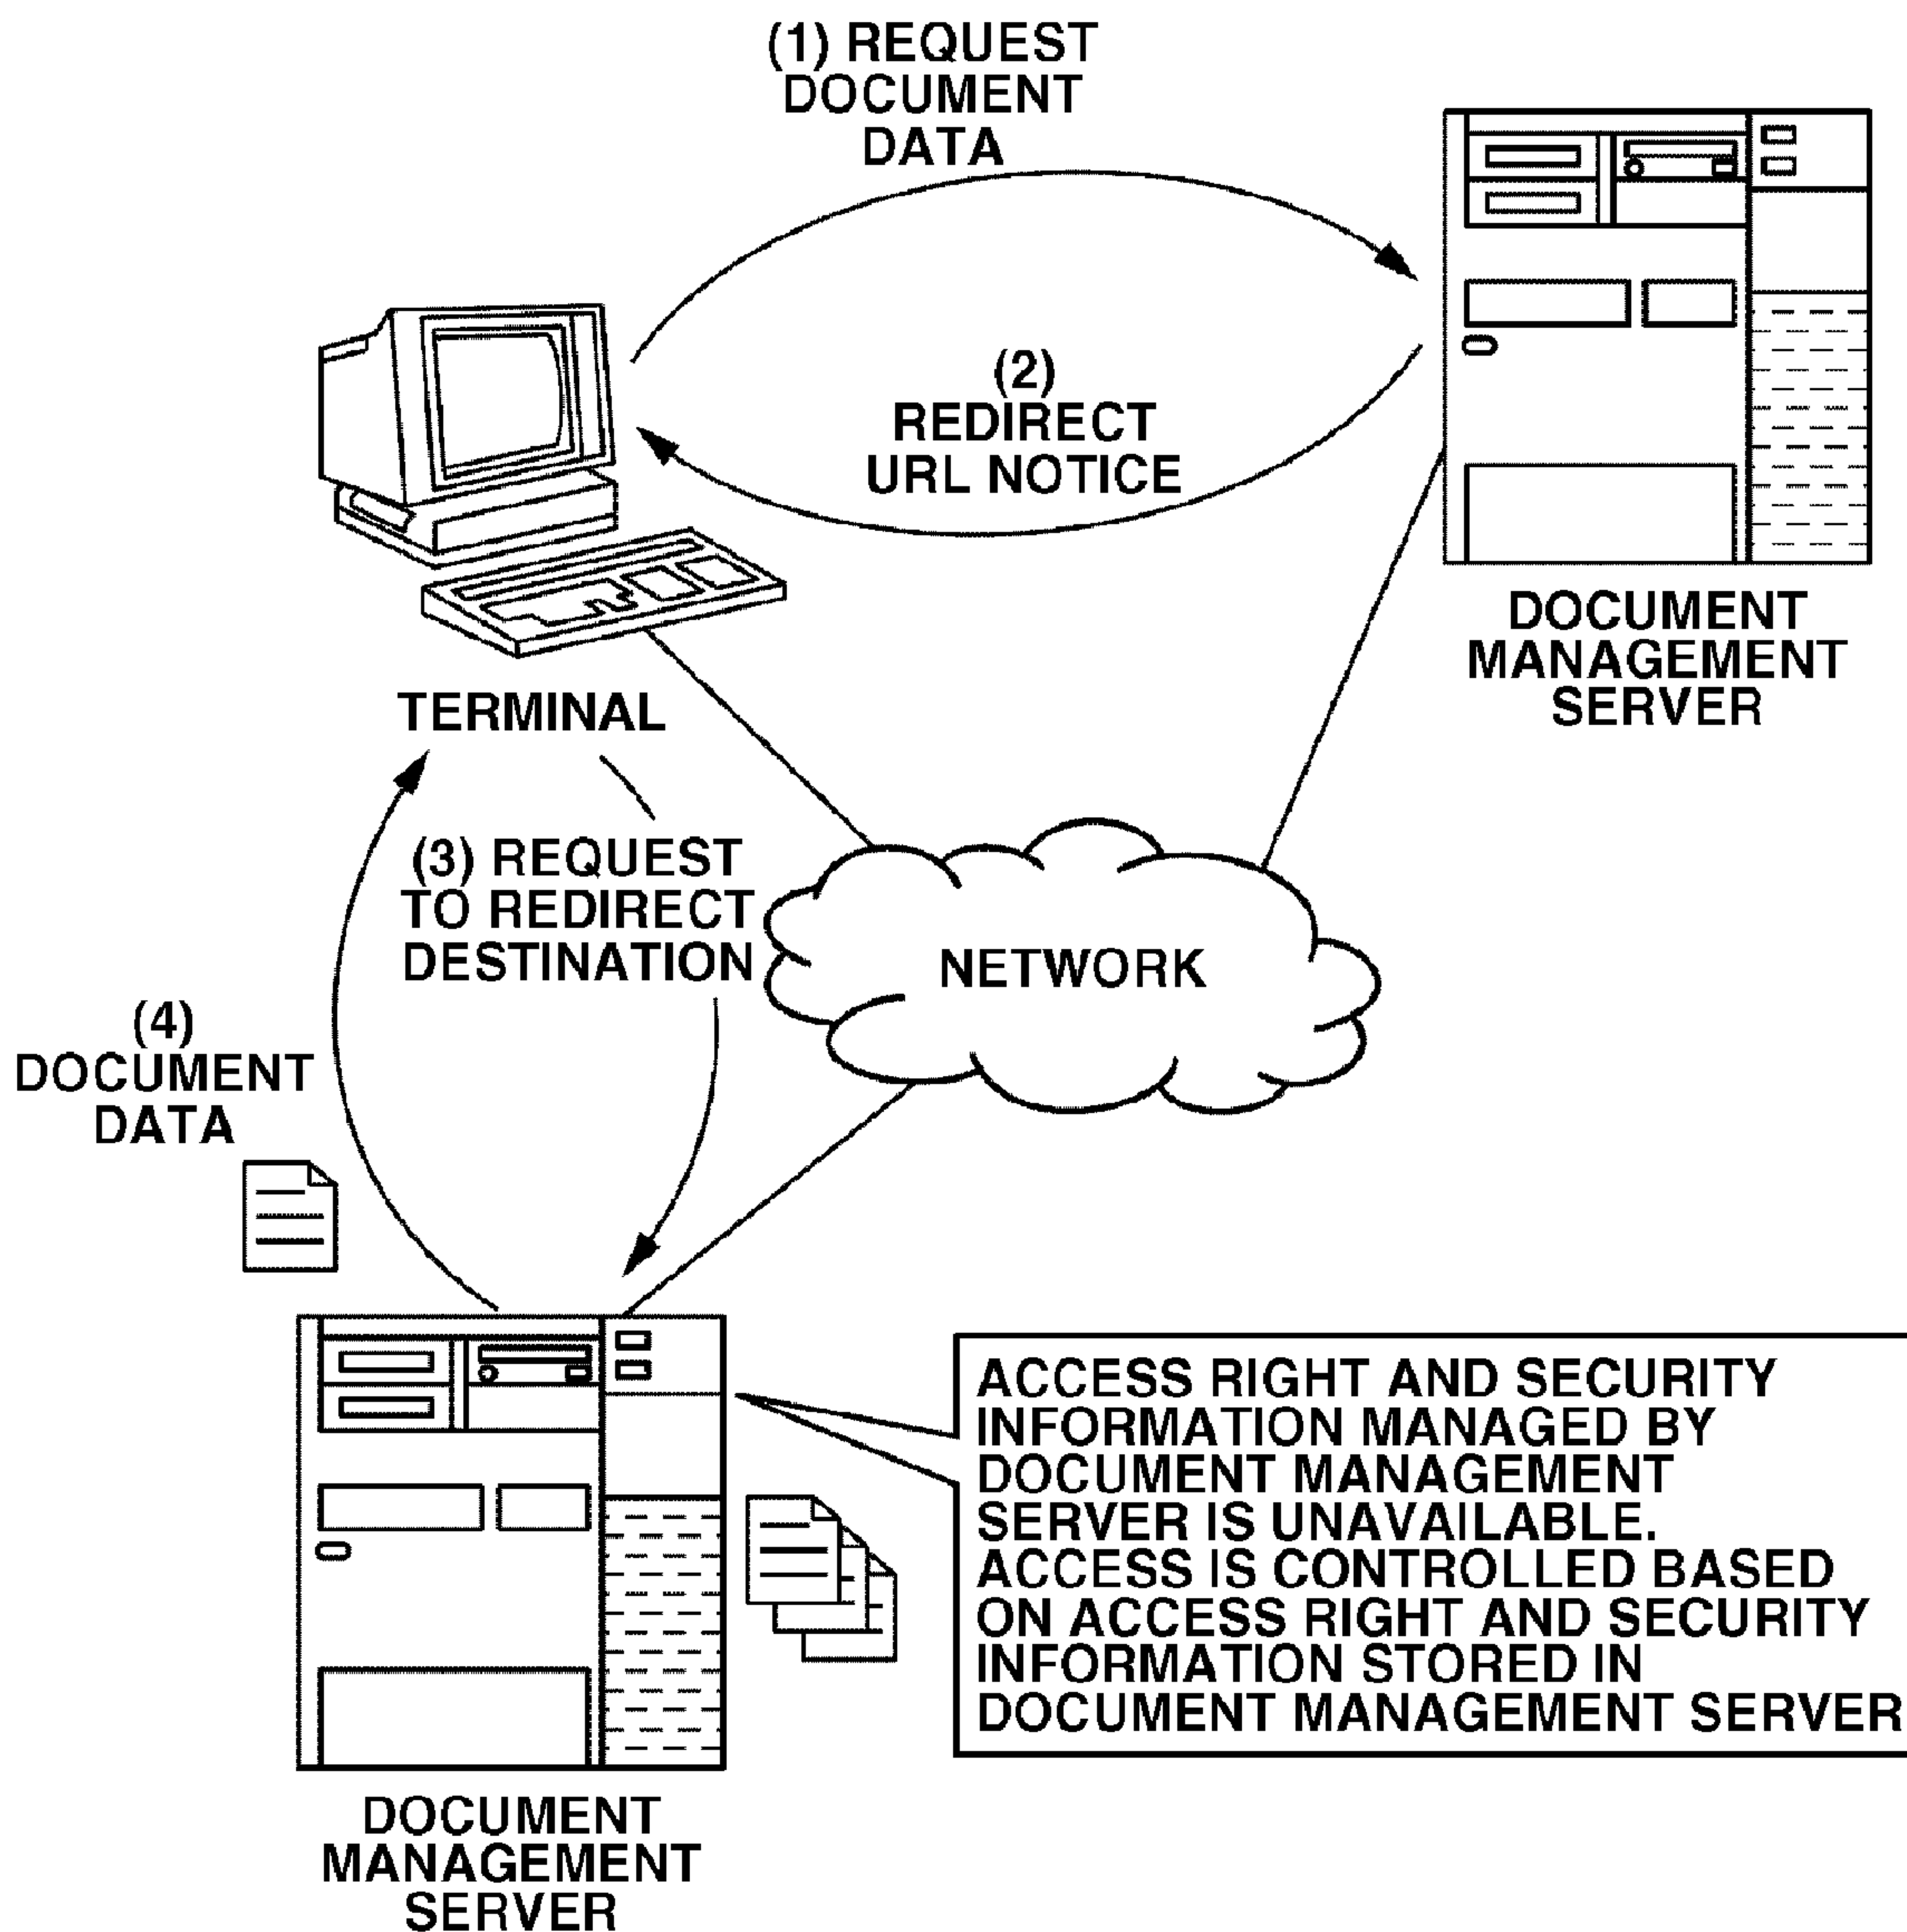 (1) REQUEST
DOCUMENT
DATA
(2)
REDIRECT
URL NOTICE
DOCUMENT
MANAGEMENT
SERVER
TERMINAL
(3) REQUEST
TO REDIRECT
DESTINATION
NETWORK
(4)
DOCUMENT
DATA
ACCESS RIGHT AND SECURITY
INFORMATION MANAGED BY
DOCUMENT MANAGEMENT
SERVER IS UNAVAILABLE.
ACCESS IS CONTROLLED BASED
ON ACCESS RIGHT AND SECURITY
INFORMATION STORED IN
DOCUMENT MANAGEMENT SERVER
DOCUMENT
MANAGEMENT
SERVER